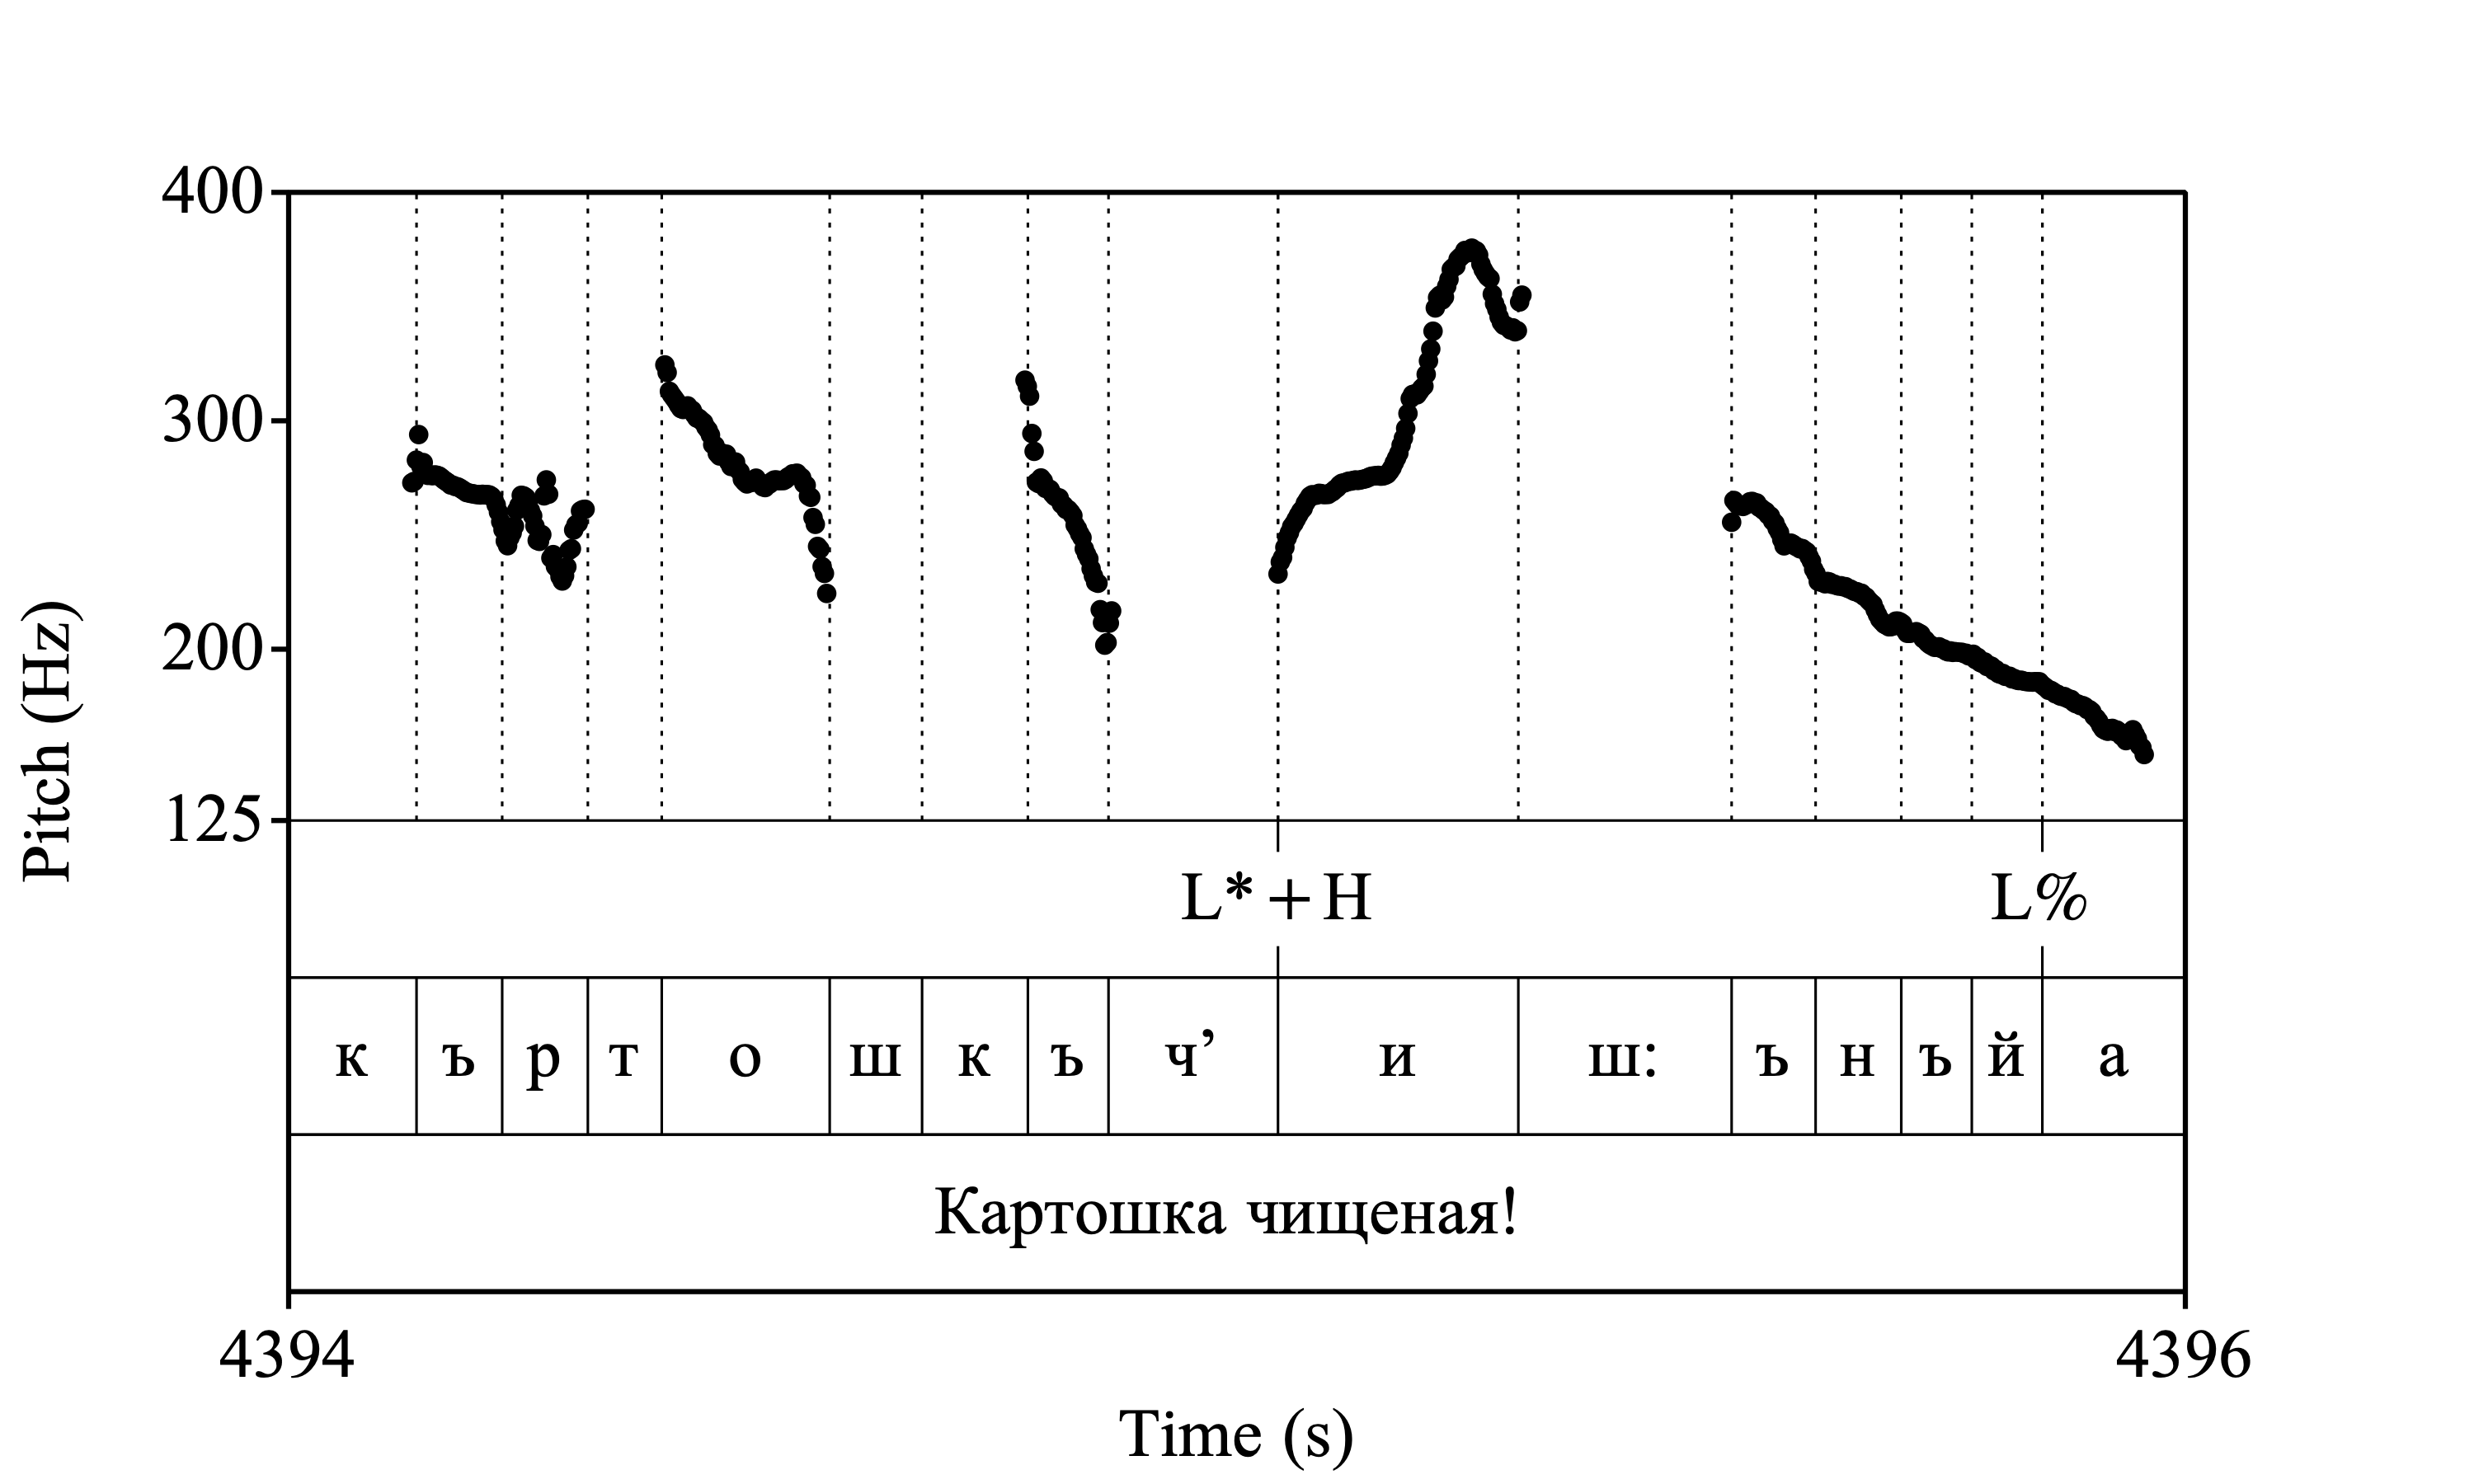 400
300
200
125
Pitch (Hz)
L*+H L%
к ъ р т о ш к ъ ч’ и ш: ъ н ъ й а
Картошка чищеная!
4394 4396
Time (s)